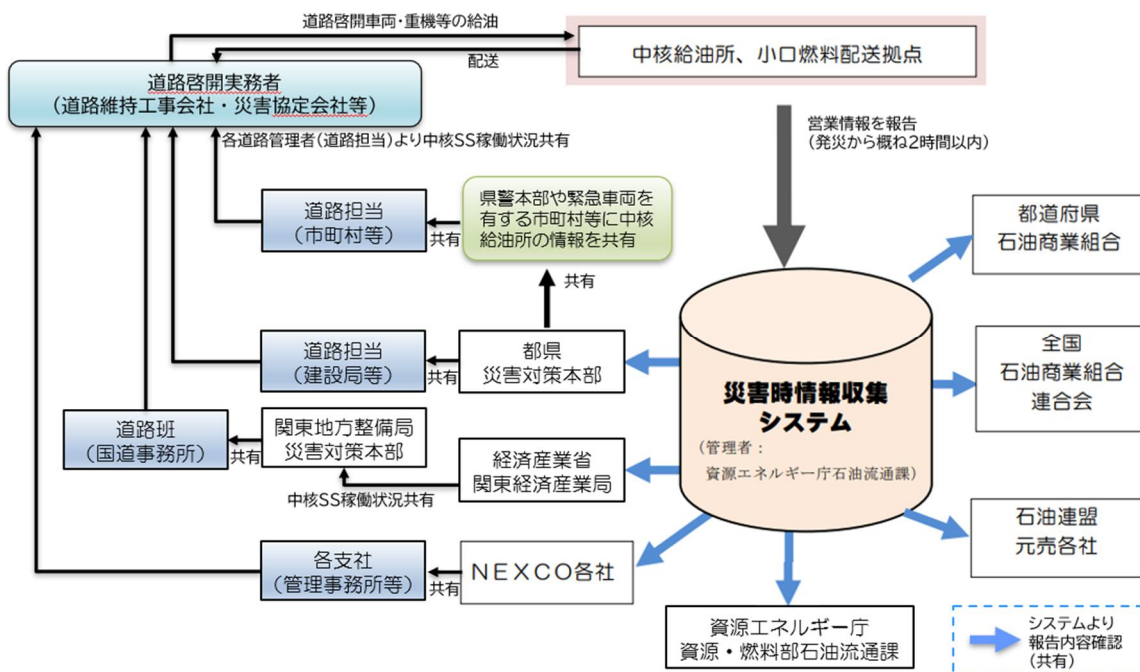 道路啓開車両・重機等の給油
配送
中核給油所、小口燃料配送拠点
道路啓開実務者
（道路維持工事会社・災害協定会社等）
各道路管理者(道路担当)より中核SS稼働状況共有
営業情報を報告
(発災から概ね2時間以内)
道路担当
（市町村等）
共有
県警本部や緊急車両を
有する市町村等に中核
給油所の情報を共有
都道府県
石油商業組合
共有
道路担当
（建設局等）
共有
都県
災害対策本部
災害時情報収集
システム
（管理者：
資源エネルギー庁石油流通課）
全国
石油商業組合
連合会
道路班
（国道事務所）
共有
関東地方整備局
災害対策本部
経済産業省
関東経済産業局
中核SS稼働状況共有
石油連盟
元売各社
各支社
（管理事務所等）
共有
ＮＥＸＣＯ各社
資源エネルギー庁
資源・燃料部石油流通課
システムより
報告内容確認
(共有)